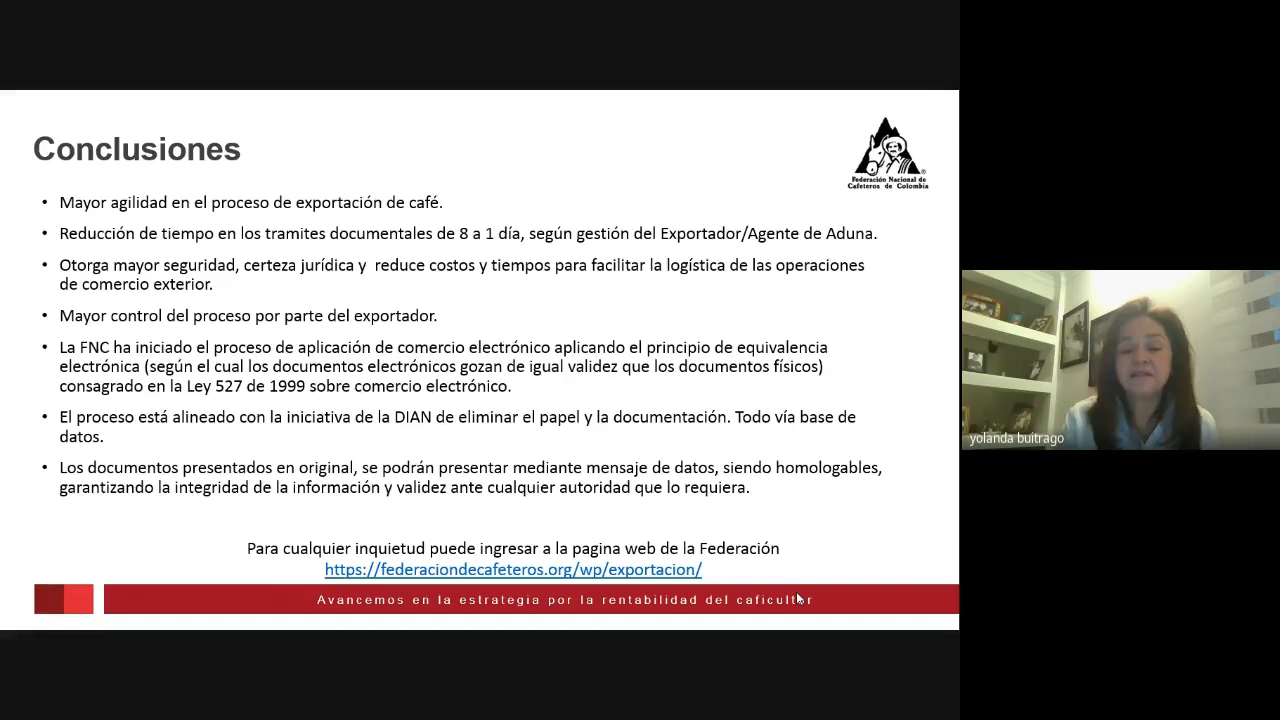 Conclusiones
Federación Nacional de
Cafeteros de Colombia
• Mayor agilidad en el proceso de exportación de café.
• Reducción de tiempo en los tramites documentales de 8 a 1 día, según gestión del Exportador/Agente de Aduna.
• Otorga mayor seguridad, certeza jurídica y reduce costos y tiempos para facilitar la logística de las operaciones
de comercio exterior.
• Mayor control del proceso por parte del exportador.
• La FNC ha iniciado el proceso de aplicación de comercio electrónico aplicando el principio de equivalencia
electrónica (según el cual los documentos electrónicos gozan de igual validez que los documentos físicos)
consagrado en la Ley 527 de 1999 sobre comercio electrónico.
• El proceso está alineado con la iniciativa de la DIAN de eliminar el papel y la documentación. Todo vía base de
datos.
• Los documentos presentados en original, se podrán presentar mediante mensaje de datos, siendo homologables,
garantizando la integridad de la información y validez ante cualquier autoridad que lo requiera.
Para cualquier inquietud puede ingresar a la pagina web de la Federación
https://federaciondecafeteros.org/wp/exportacion/
Avancemos en la estrategia por la rentabilidad del caficultor
yolanda buitrago